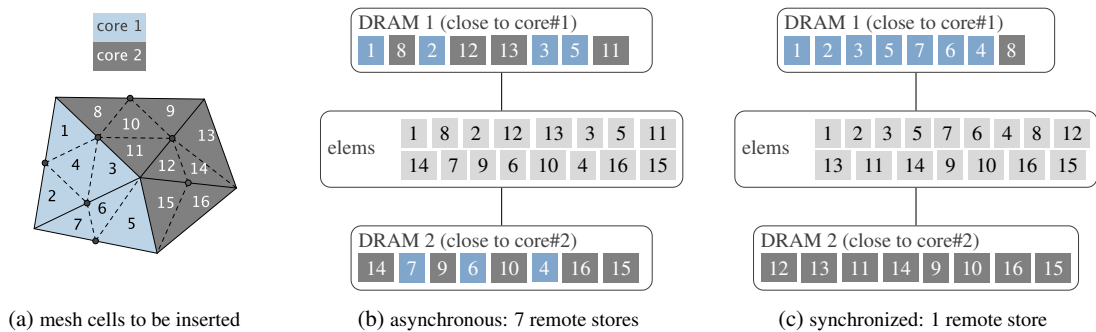 core 1
core 2
8
9
1
10
13
11
4
3
12
14
2
6
15
16
7
5
(a) mesh cells to be inserted
DRAM 1 (close to core#1)
1 8 2 12 13 3 5 11
elems
1 8 2 12 13 3 5 11
14 7 9 6 10 4 16 15
DRAM 2 (close to core#2)
14 7 9 6 10 4 16 15
(b) asynchronous: 7 remote stores
DRAM 1 (close to core#1)
1 2 3 5 7 6 4 8
elems
1 2 3 5 7 6 4 8 12
13 11 14 9 10 16 15
DRAM 2 (close to core#2)
12 13 11 14 9 10 16 15
(c) synchronized: 1 remote store